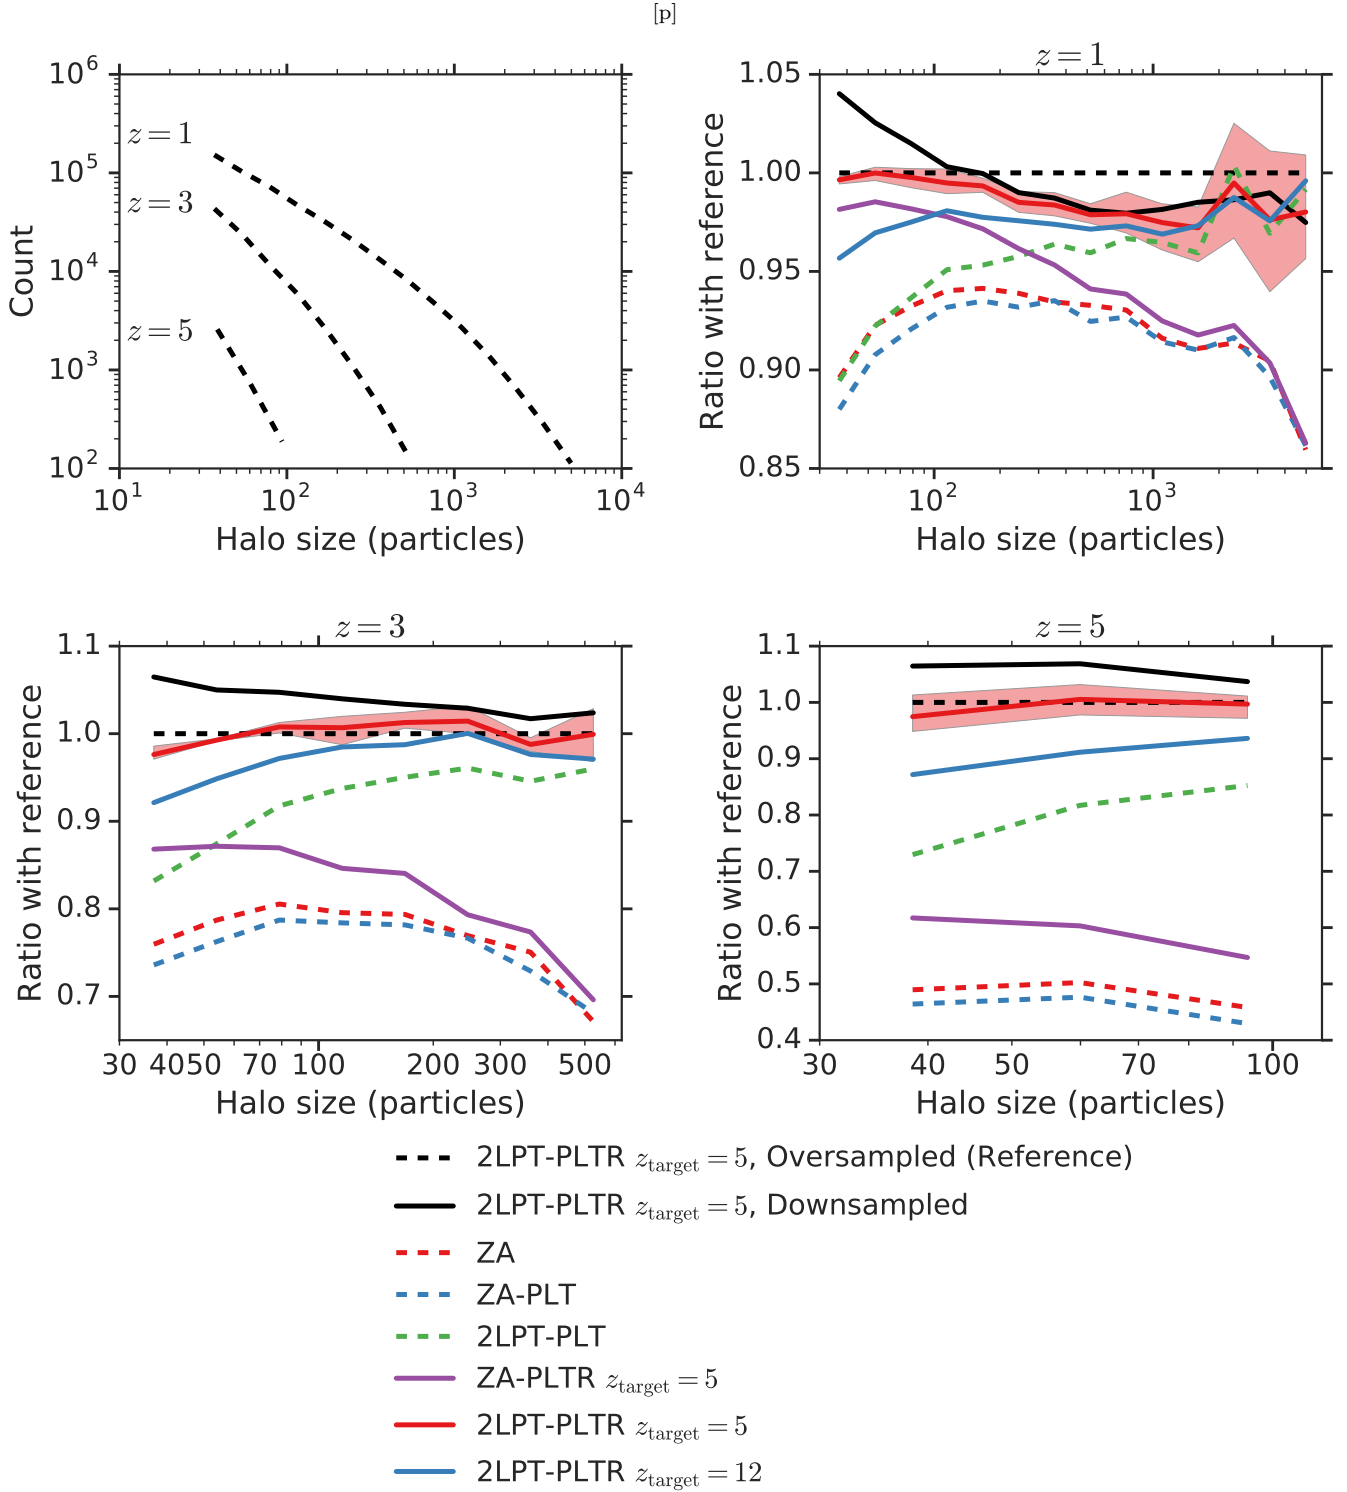 [p]
10^6
10^5
10^4
10^3
10^2
Count
z = 1
z = 3
z = 5
10^1 10^2 10^3 10^4
Halo size (particles)
z = 1
1.05
1.00
0.95
0.90
0.85
Ratio with reference
10^2 10^3
Halo size (particles)
z = 3
1.1
1.0
0.9
0.8
0.7
Ratio with reference
30 40 50 70 100 200 300 500
Halo size (particles)
z = 5
1.1
1.0
0.9
0.8
0.7
0.6
0.5
0.4
Ratio with reference
30 40 50 70 100
Halo size (particles)
2LPT-PLTR z_target = 5, Oversampled (Reference)
2LPT-PLTR z_target = 5, Downsampled
ZA
ZA-PLT
2LPT-PLT
ZA-PLTR z_target = 5
2LPT-PLTR z_target = 5
2LPT-PLTR z_target = 12